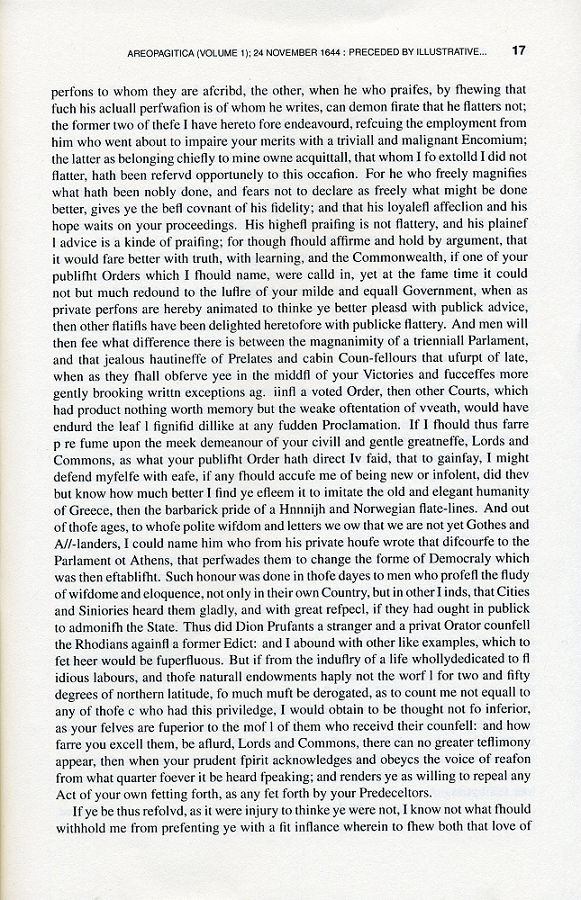 AREOPAGITICA (VOLUME 1); 24 NOVEMBER 1644 : PRECEDED BY ILLUSTRATIVE... 17
perfons to whom they are afcribd, the other, when he who praifes, by fhewing that
fuch his acluall perfwafion is of whom he writes, can demon firate that he flatters not;
the former two of thefe I have hereto fore endeavourd, refcuing the employment from
him who went about to impaire your merits with a triviall and malignant Encomium;
the latter as belonging chiefly to mine owne acquittall, that whom I fo extolld I did not
flatter, hath been refervd opportunely to this occafion. For he who freely magnifies
what hath been nobly done, and fears not to declare as freely what might be done
better, gives ye the befl covnant of his fidelity; and that his loyalefl affeclion and his
hope waits on your proceedings. His highefl praifing is not flattery, and his plainef
l advice is a kinde of praifing; for though fhould affirme and hold by argument, that
it would fare better with truth, with learning, and the Commonwealth, if one of your
publifht Orders which I fhould name, were calld in, yet at the fame time it could
not but much redound to the luflre of your milde and equall Government, when as
private perfons are hereby animated to thinke ye better pleasd with publick advice,
then other flatifls have been delighted heretofore with publicke flattery. And men will
then fee what difference there is between the magnanimity of a trienniall Parlament,
and that jealous hautineffe of Prelates and cabin Coun-fellours that ufurpt of late,
when as they fhall obferve yee in the middfl of your Victories and fucceffes more
gently brooking writtn exceptions ag. iinfl a voted Order, then other Courts, which
had product nothing worth memory but the weake oftentation of vveath, would have
endurd the leaf l fignifid diflike at any fudden Proclamation. If I fhould thus farre
p re fume upon the meek demeanour of your civill and gentle greatneffe, Lords and
Commons, as what your publifht Order hath direct Iv faid, that to gainfay, I might
defend myfelfe with eafe, if any fhould accufe me of being new or infolent, did thev
but know how much better I find ye efleem it to imitate the old and elegant humanity
of Greece, then the barbarick pride of a Hnnnijh and Norwegian flate-lines. And out
of thofe ages, to whofe polite wifdom and letters we ow that we are not yet Gothes and
A//-landers, I could name him who from his private houfe wrote that difcourfe to the
Parlament ot Athens, that perfwades them to change the forme of Democraly which
was then eftablifht. Such honour was done in thofe dayes to men who profefl the fludy
of wifdome and eloquence, not only in their own Country, but in other I inds, that Cities
and Siniories heard them gladly, and with great refpecl, if they had ought in publick
to admonifh the State. Thus did Dion Prufants a stranger and a privat Orator counfell
the Rhodians againfl a former Edict: and I abound with other like examples, which to
fet heer would be fuperfluous. But if from the induflry of a life whollydedicated to fl
idious labours, and thofe naturall endowments haply not the worf l for two and fifty
degrees of northern latitude, fo much muft be derogated, as to count me not equall to
any of thofe c who had this priviledge, I would obtain to be thought not fo inferior,
as your felves are fuperior to the mof l of them who receivd their counfell: and how
farre you excell them, be aflurd, Lords and Commons, there can no greater teflimony
appear, then when your prudent fpirit acknowledges and obeycs the voice of reafon
from what quarter foever it be heard fpeaking; and renders ye as willing to repeal any
Act of your own fetting forth, as any fet forth by your Predeceltors.
If ye be thus refolvd, as it were injury to thinke ye were not, I know not what fhould
withhold me from prefenting ye with a fit inflance wherein to fhew both that love of